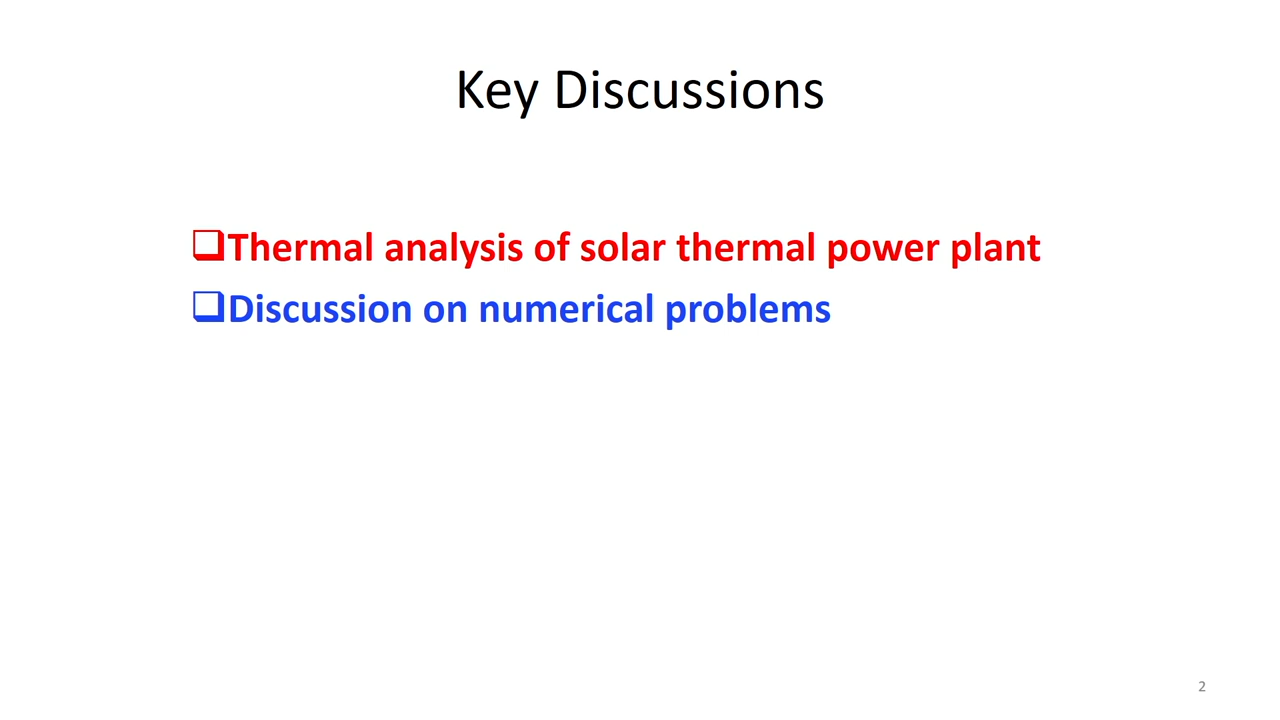 Key Discussions
❑Thermal analysis of solar thermal power plant
❑Discussion on numerical problems
2